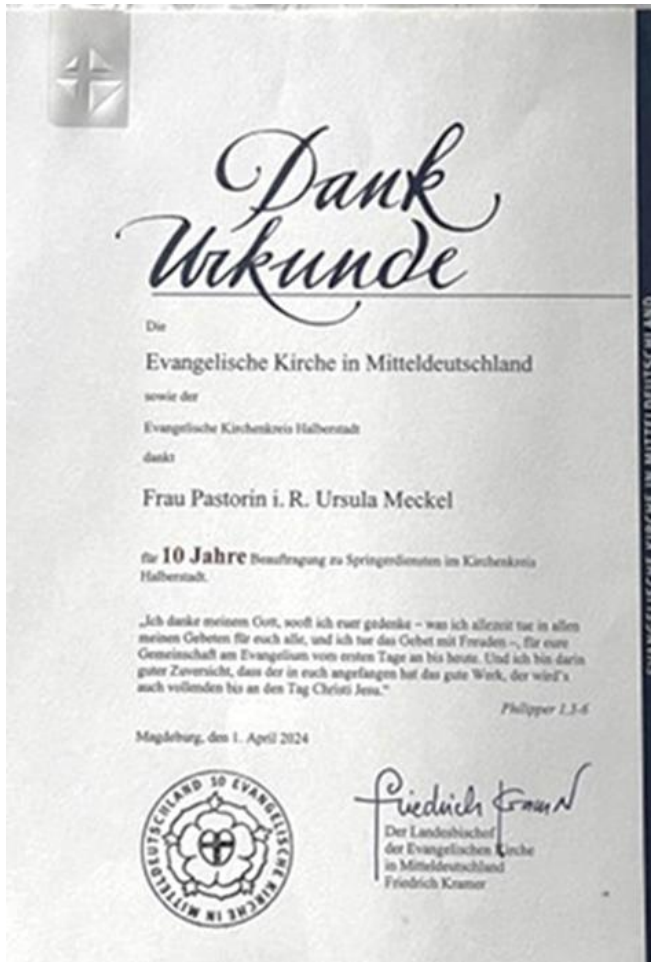 Dank
Urkunde
Die
Evangelische Kirche in Mitteldeutschland
sowie der
Evangelische Kirchenkreis Halberstadt
dankt
Frau Pastorin i. R. Ursula Meckel
für 10 Jahre Beauftragung zu Springerdiensten im Kirchenkreis
Halberstadt.
„Ich danke meinem Gott, sooft ich euer gedenke – was ich allezeit tue in allen
meinen Gebeten für euch alle, und ich tue das Gebet mit Freuden –, für eure
Gemeinschaft am Evangelium vom ersten Tage an bis heute. Und ich bin darin
guter Zuversicht, dass der in euch angefangen hat das gute Werk, der wird's
auch vollenden bis an den Tag Christi Jesu.“
Philipper 1,3-6
Magdeburg, den 1. April 2024
10 EVANGELISCHE KIRCHE IN MITTELDEUTSCHLAND
Friedrich Kramer
Der Landesbischof
der Evangelischen Kirche
in Mitteldeutschland
Friedrich Kramer
EVANGELISCHE KIRCHE IN MITTELDEUTSCHLAND